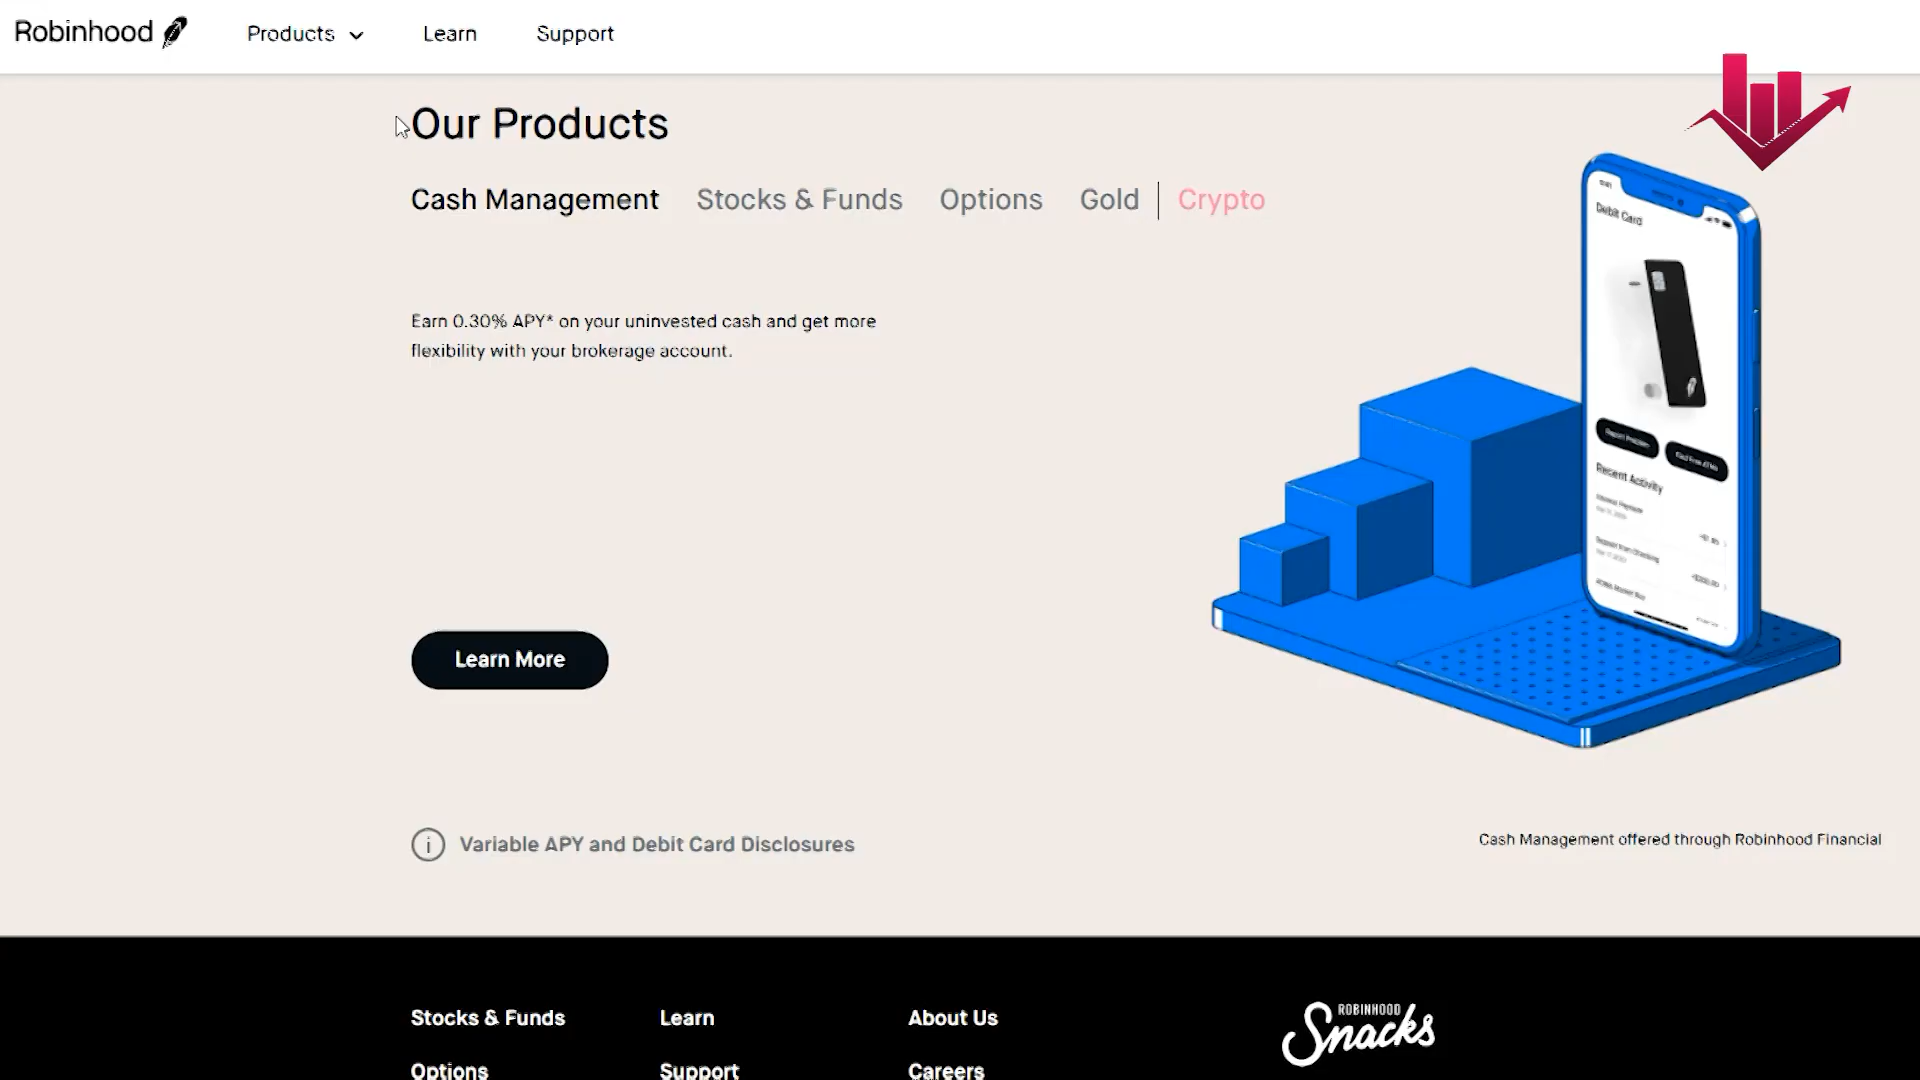 Robinhood
Products
Learn
Support
Our Products
Cash Management
Stocks & Funds
Options
Gold
Crypto
Debit Card
Earn 0.30% APY* on your uninvested cash and get more
flexibility with your brokerage account.
Recent Activity
Learn More
Variable APY and Debit Card Disclosures
Cash Management offered through Robinhood Financial
Stocks & Funds
Learn
About Us
ROBINHOOD
Snacks
Options
Support
Careers